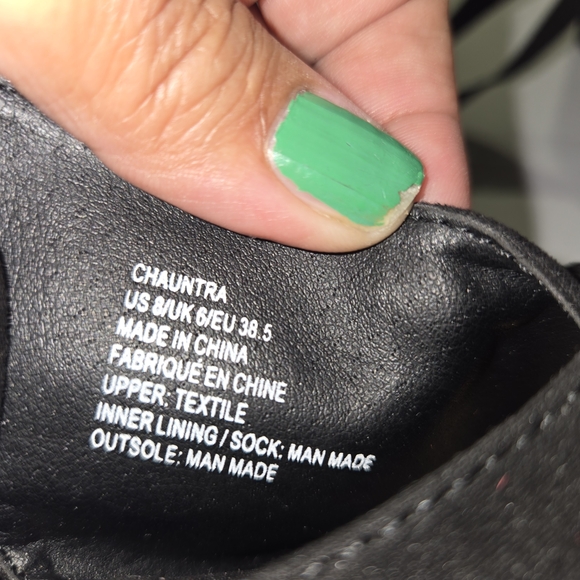 CHAUNTRA
US 8/UK 6/EU 38.5
MADE IN CHINA
FABRIQUÉ EN CHINE
UPPER: TEXTILE
INNER LINING / SOCK: MAN MADE
OUTSOLE: MAN MADE